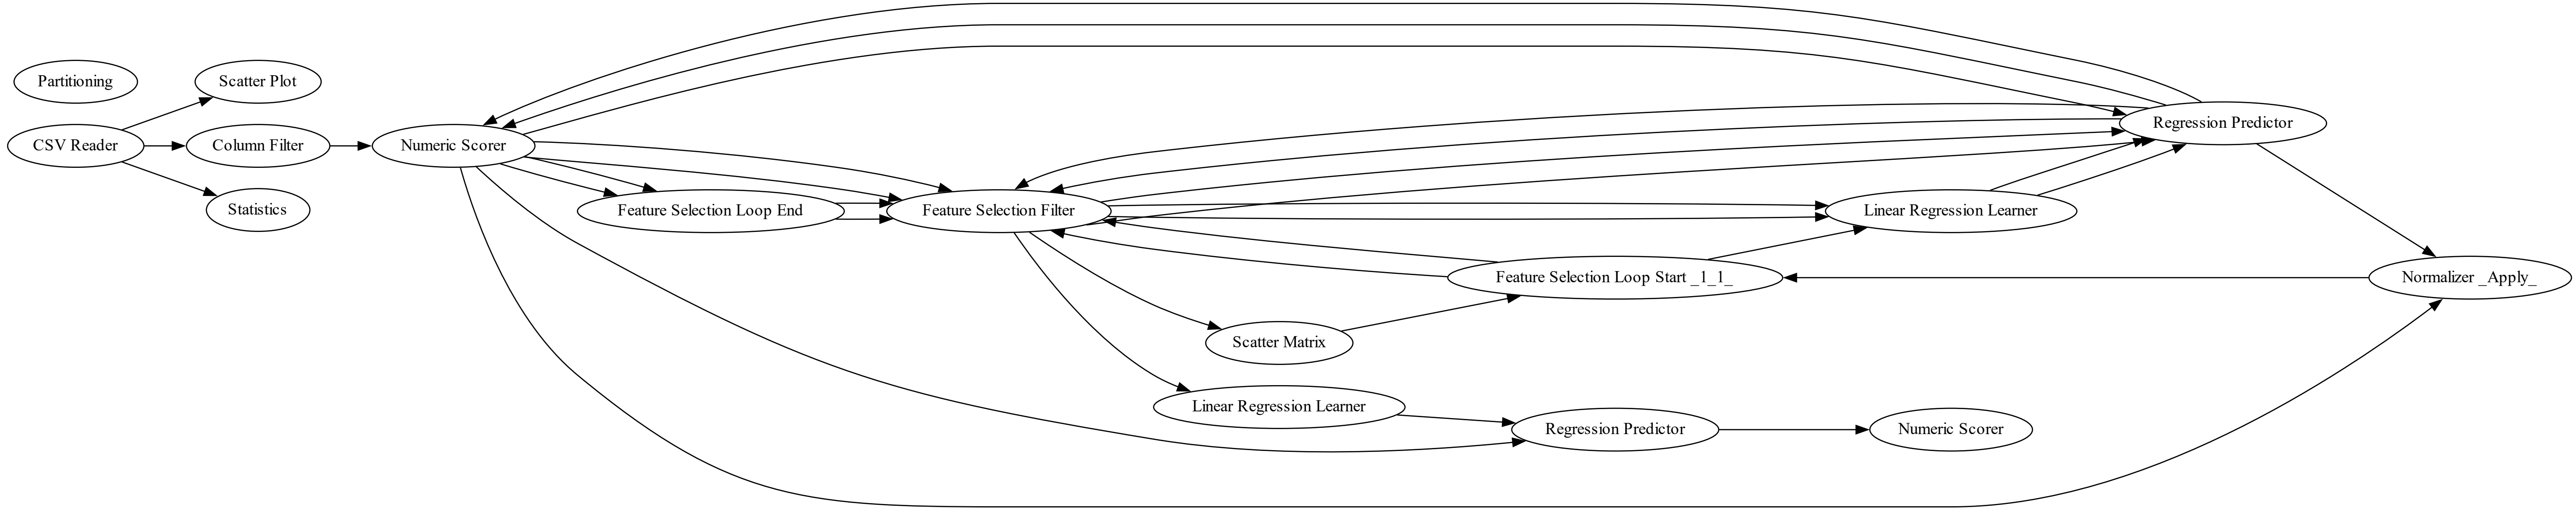 Partitioning
Scatter Plot
CSV Reader
Column Filter
Statistics
Numeric Scorer
Feature Selection Loop End
Feature Selection Filter
Regression Predictor
Linear Regression Learner
Feature Selection Loop Start _1_1_
Normalizer _Apply_
Scatter Matrix
Linear Regression Learner
Regression Predictor
Numeric Scorer